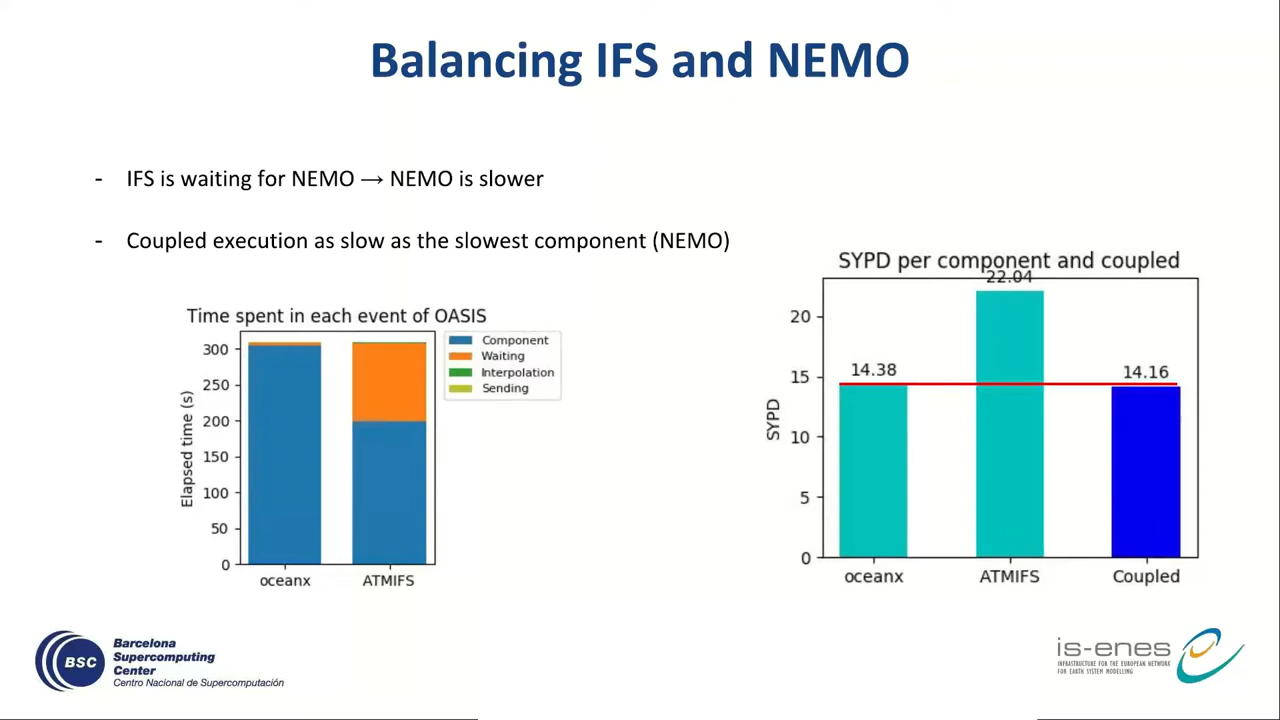 Balancing IFS and NEMO
- IFS is waiting for NEMO → NEMO is slower
- Coupled execution as slow as the slowest component (NEMO)
Time spent in each event of OASIS
Elapsed time (s)
300
250
200
150
100
50
0
oceanx ATMIFS
Component
Waiting
Interpolation
Sending
SYPD per component and coupled
SYPD
20
15
10
5
0
14.38
22.04
14.16
oceanx ATMIFS Coupled
BSC
Barcelona
Supercomputing
Center
Centro Nacional de Supercomputación
is-enes
INFRASTRUCTURE FOR THE EUROPEAN NETWORK
FOR EARTH SYSTEM MODELLING